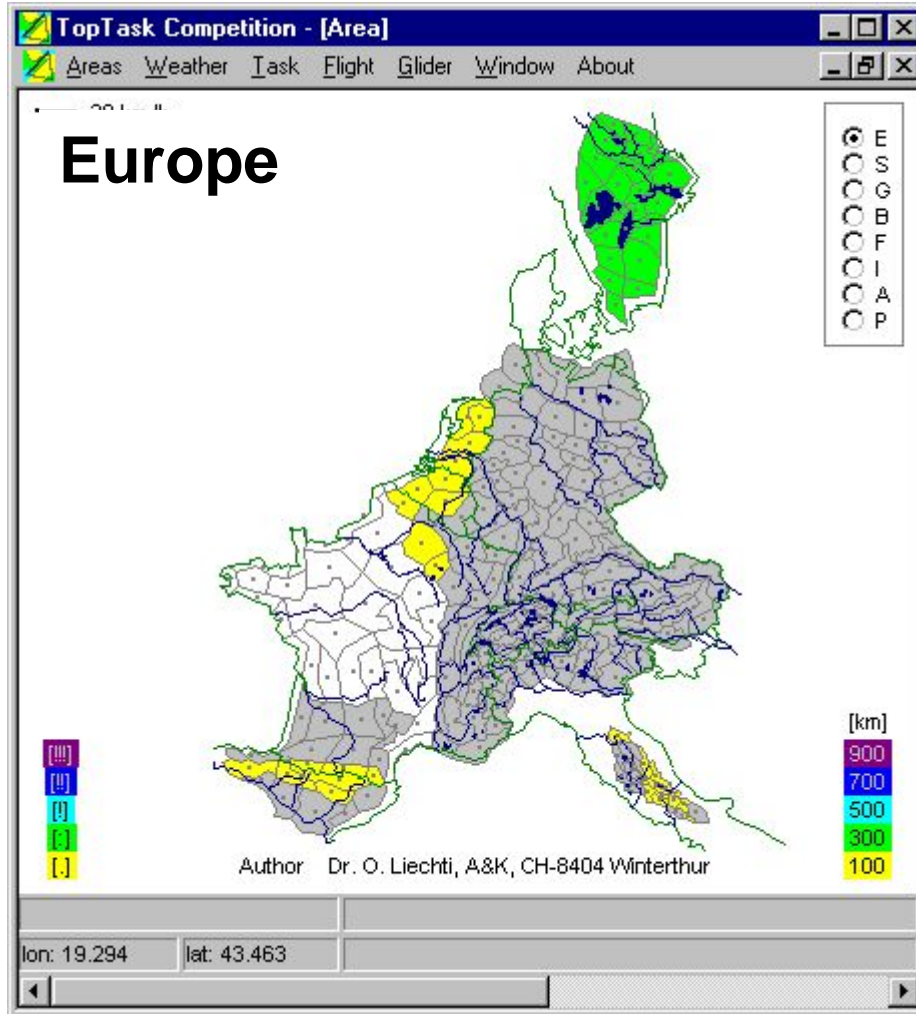 TopTask Competition - [Area]
Areas Weather Task Flight Glider Window About
Europe
E
S
G
B
F
I
A
P
[km]
[!!!] 900
[!!] 700
[!] 500
[:] 300
[.] 100
Author Dr. O. Liechti, A&K, CH-8404 Winterthur
lon: 19.294 lat: 43.463